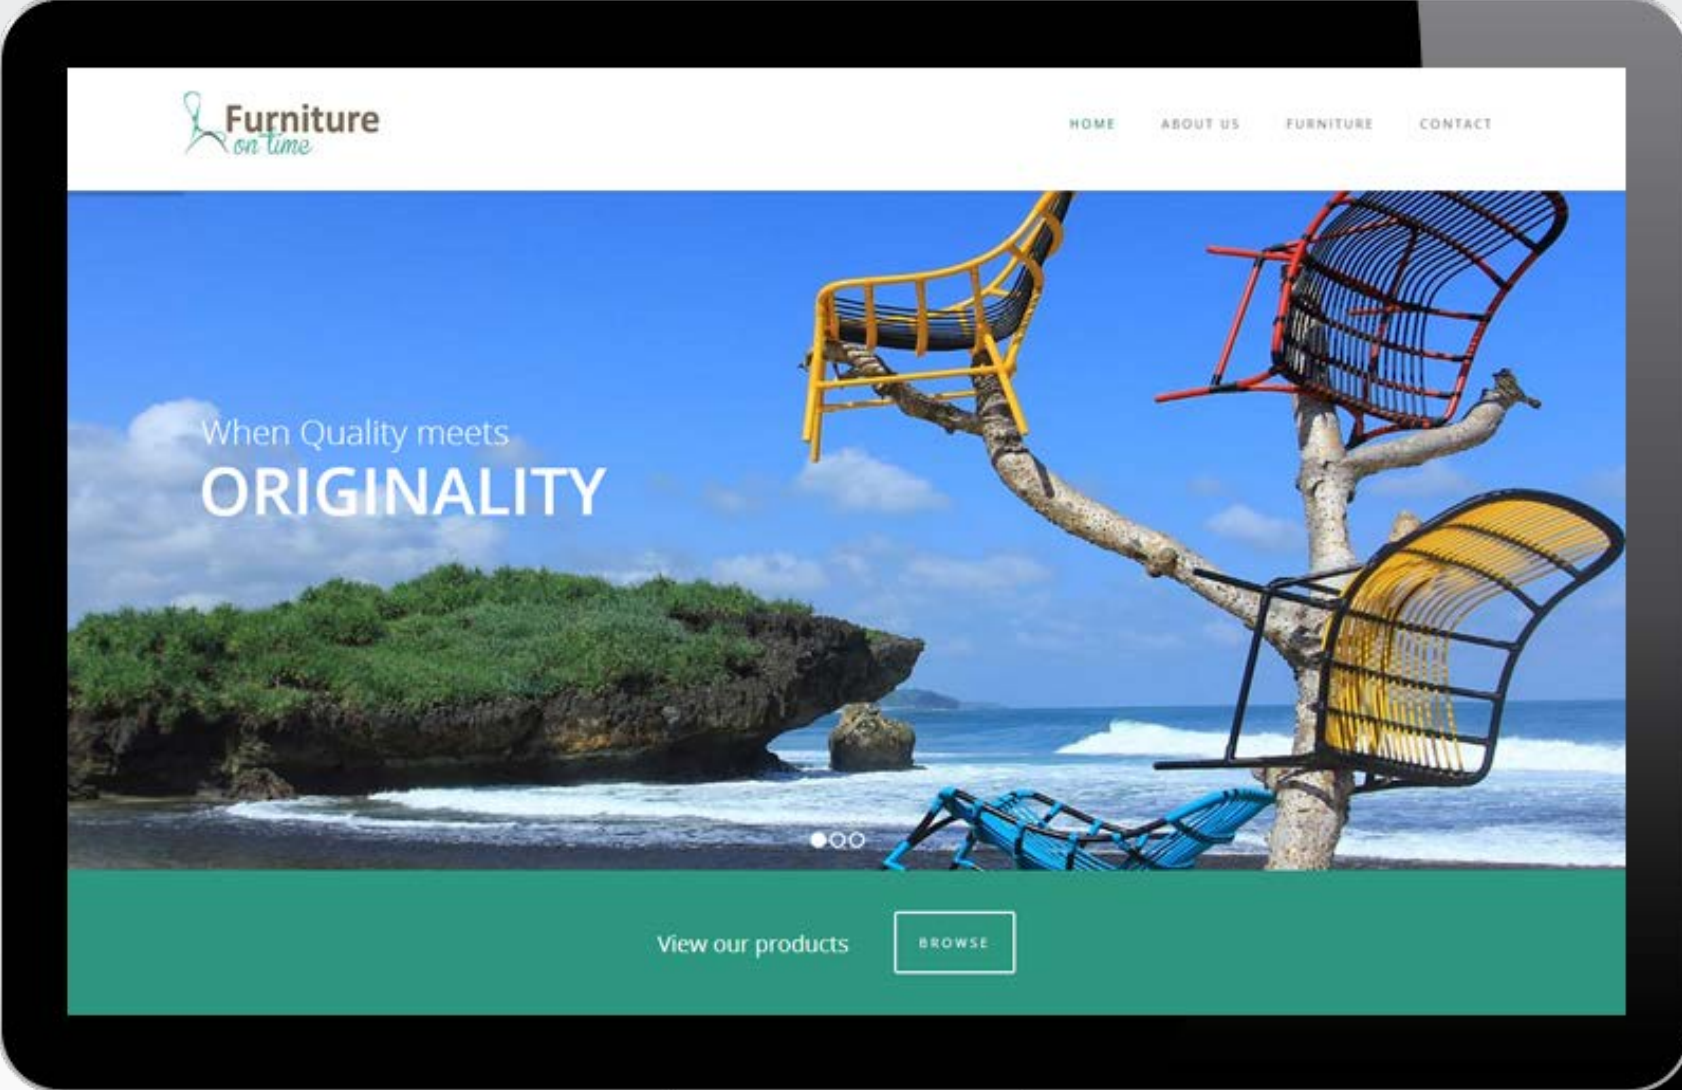 Furniture
on time
HOME ABOUT US FURNITURE CONTACT
When Quality meets
ORIGINALITY
View our products BROWSE